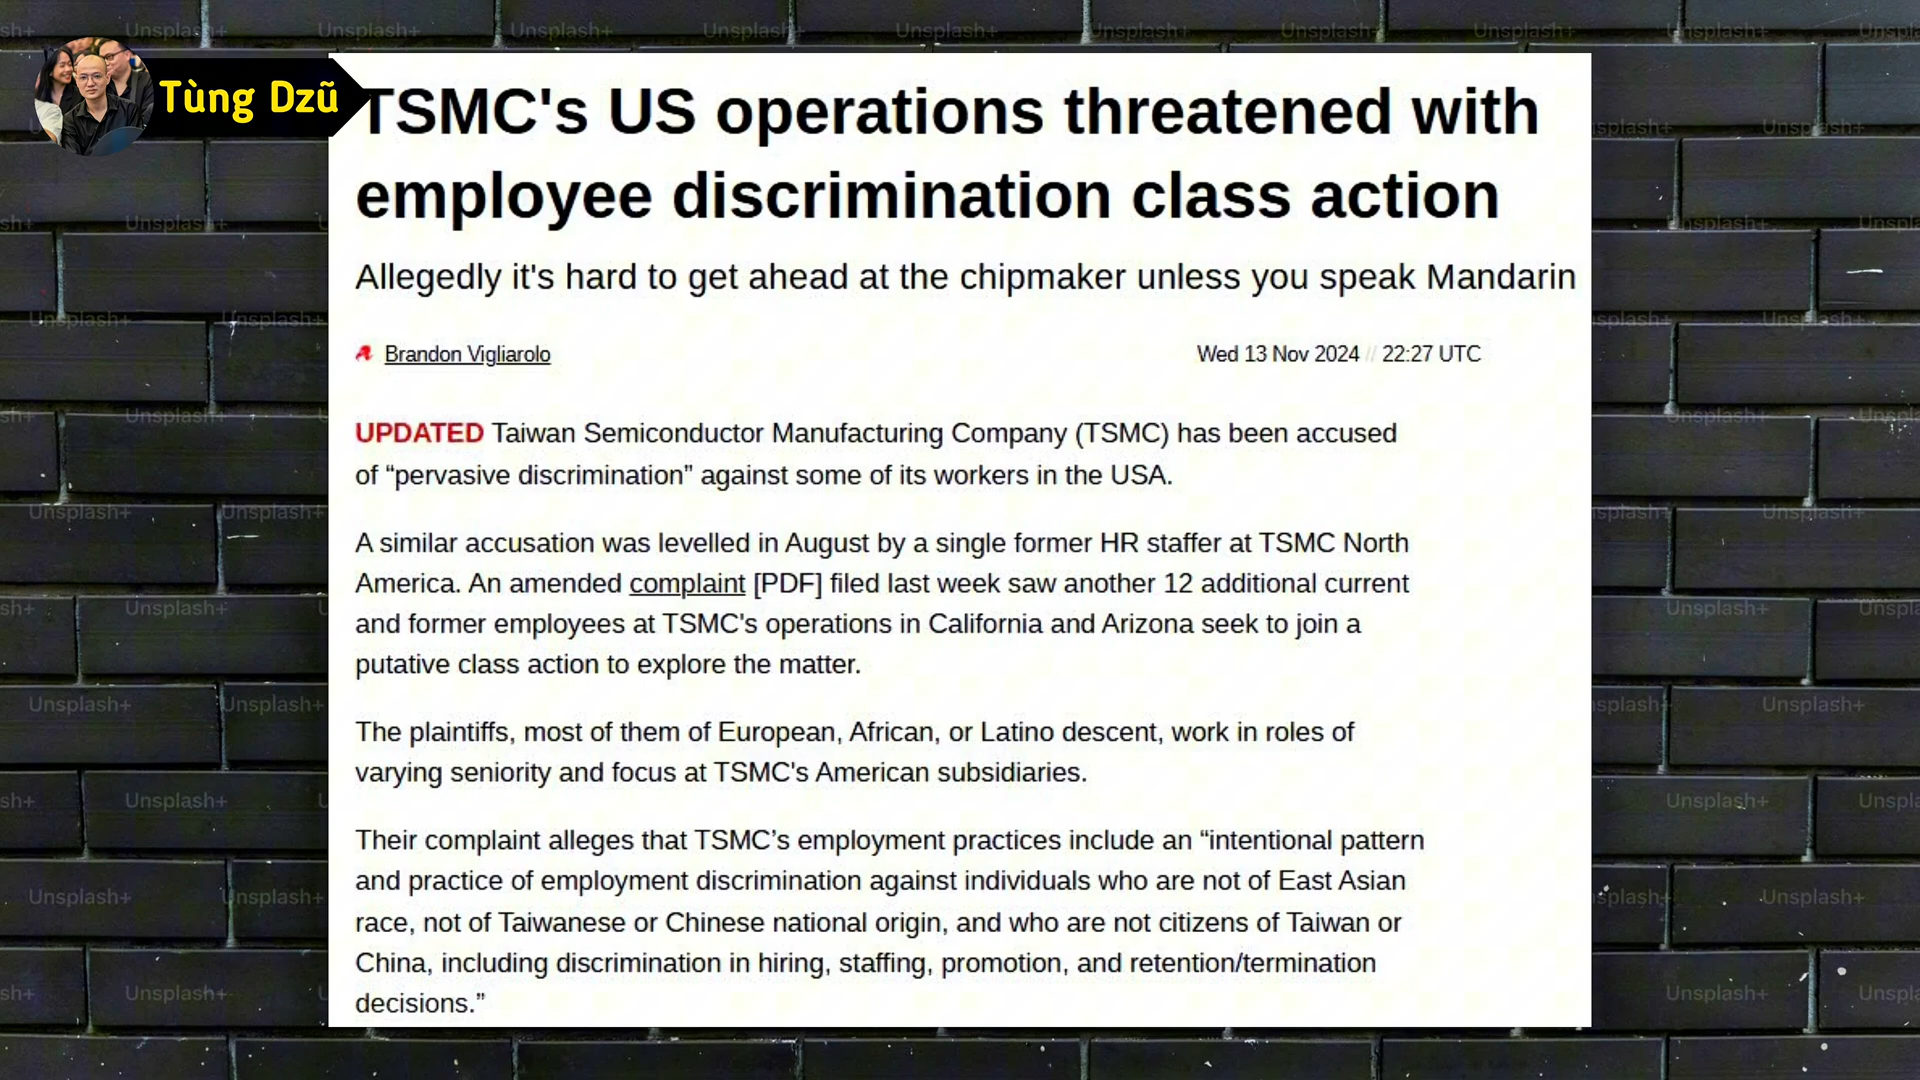 Tùng Dzũ
TSMC's US operations threatened with
employee discrimination class action
Allegedly it's hard to get ahead at the chipmaker unless you speak Mandarin
Brandon Vigliarolo
Wed 13 Nov 2024 // 22:27 UTC
UPDATED Taiwan Semiconductor Manufacturing Company (TSMC) has been accused
of “pervasive discrimination” against some of its workers in the USA.
A similar accusation was levelled in August by a single former HR staffer at TSMC North
America. An amended complaint [PDF] filed last week saw another 12 additional current
and former employees at TSMC's operations in California and Arizona seek to join a
putative class action to explore the matter.
The plaintiffs, most of them of European, African, or Latino descent, work in roles of
varying seniority and focus at TSMC's American subsidiaries.
Their complaint alleges that TSMC’s employment practices include an “intentional pattern
and practice of employment discrimination against individuals who are not of East Asian
race, not of Taiwanese or Chinese national origin, and who are not citizens of Taiwan or
China, including discrimination in hiring, staffing, promotion, and retention/termination
decisions.”
Unsplash+